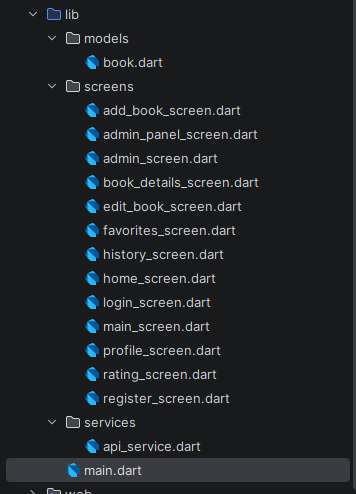 lib
models
book.dart
screens
add_book_screen.dart
admin_panel_screen.dart
admin_screen.dart
book_details_screen.dart
edit_book_screen.dart
favorites_screen.dart
history_screen.dart
home_screen.dart
login_screen.dart
main_screen.dart
profile_screen.dart
rating_screen.dart
register_screen.dart
services
api_service.dart
main.dart
web